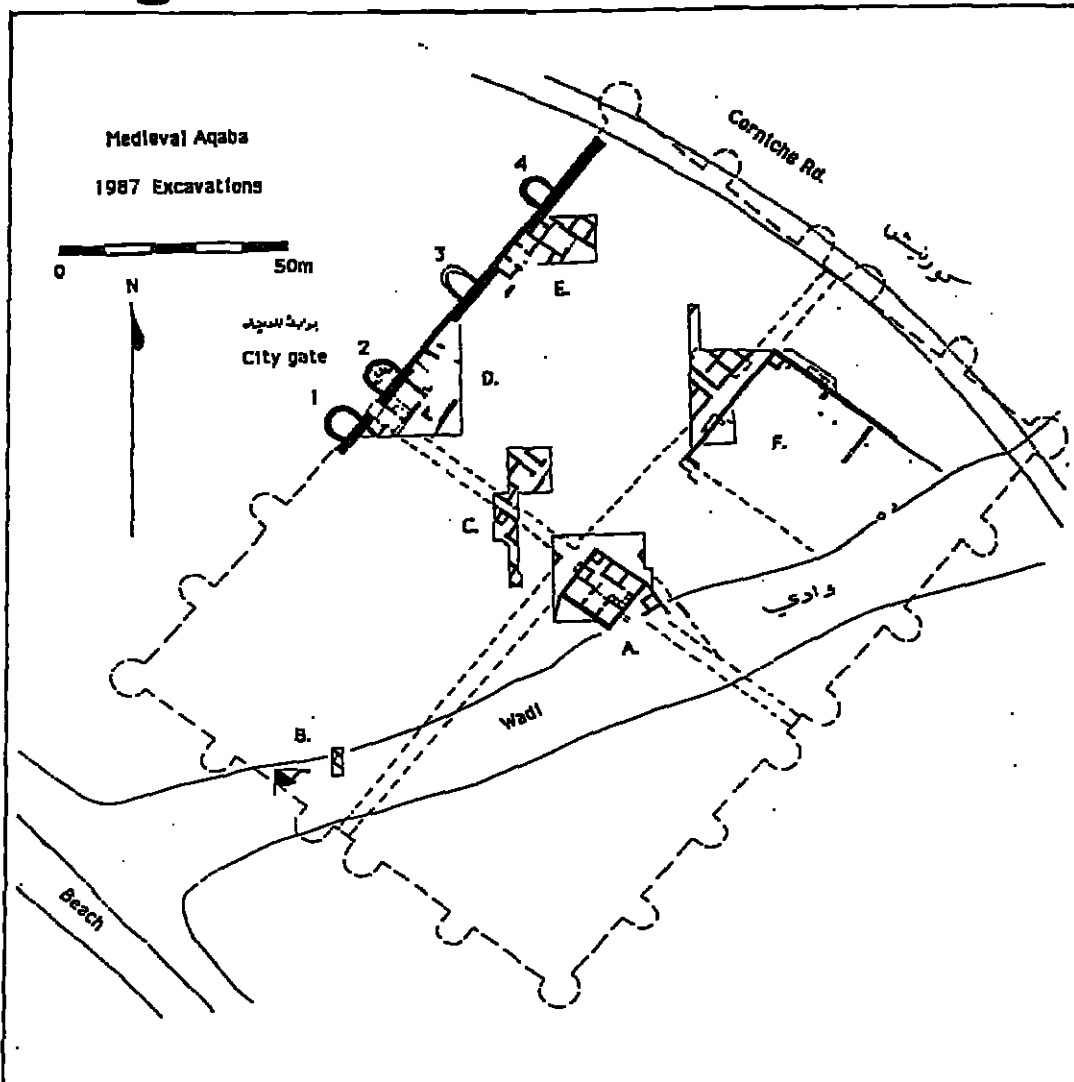 Medieval Aqaba
1987 Excavations
0 50m
N
City gate
1
2
3
4
E.
D.
C.
F.
A.
B.
Corniche Rd.
كورنيش
وادي
Wadi
Beach